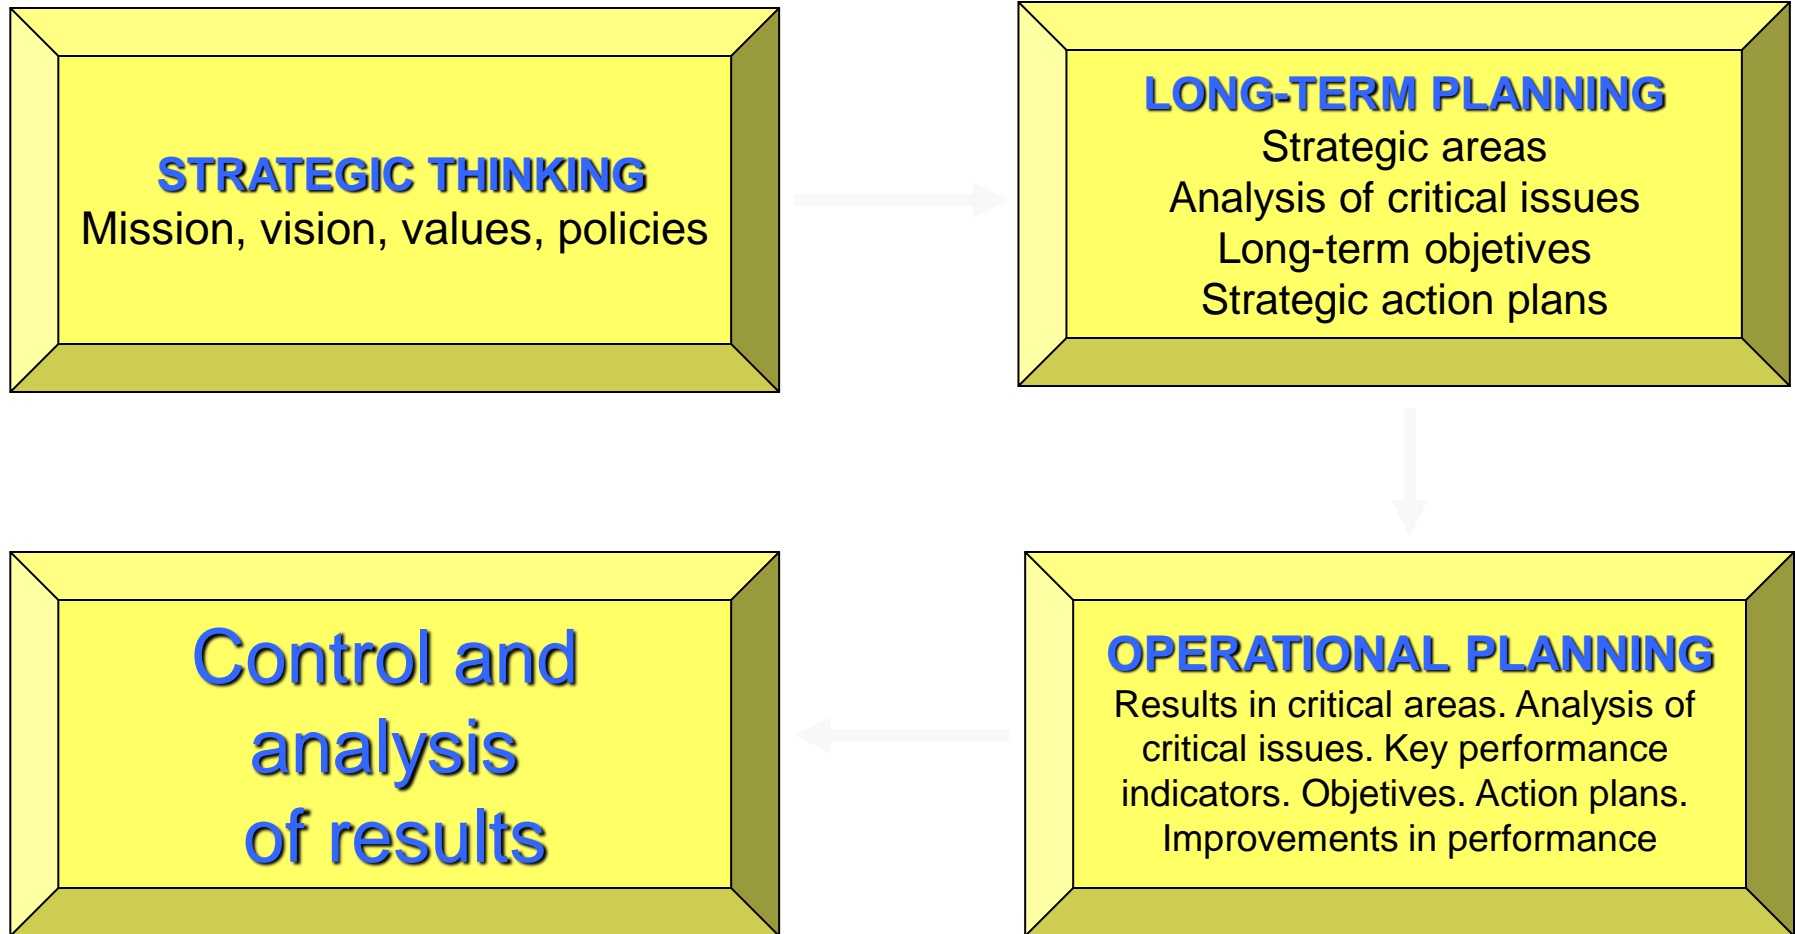 STRATEGIC THINKING
Mission, vision, values, policies
LONG-TERM PLANNING
Strategic areas
Analysis of critical issues
Long-term objetives
Strategic action plans
OPERATIONAL PLANNING
Results in critical areas. Analysis of
critical issues. Key performance
indicators. Objetives. Action plans.
Improvements in performance
Control and
analysis
of results